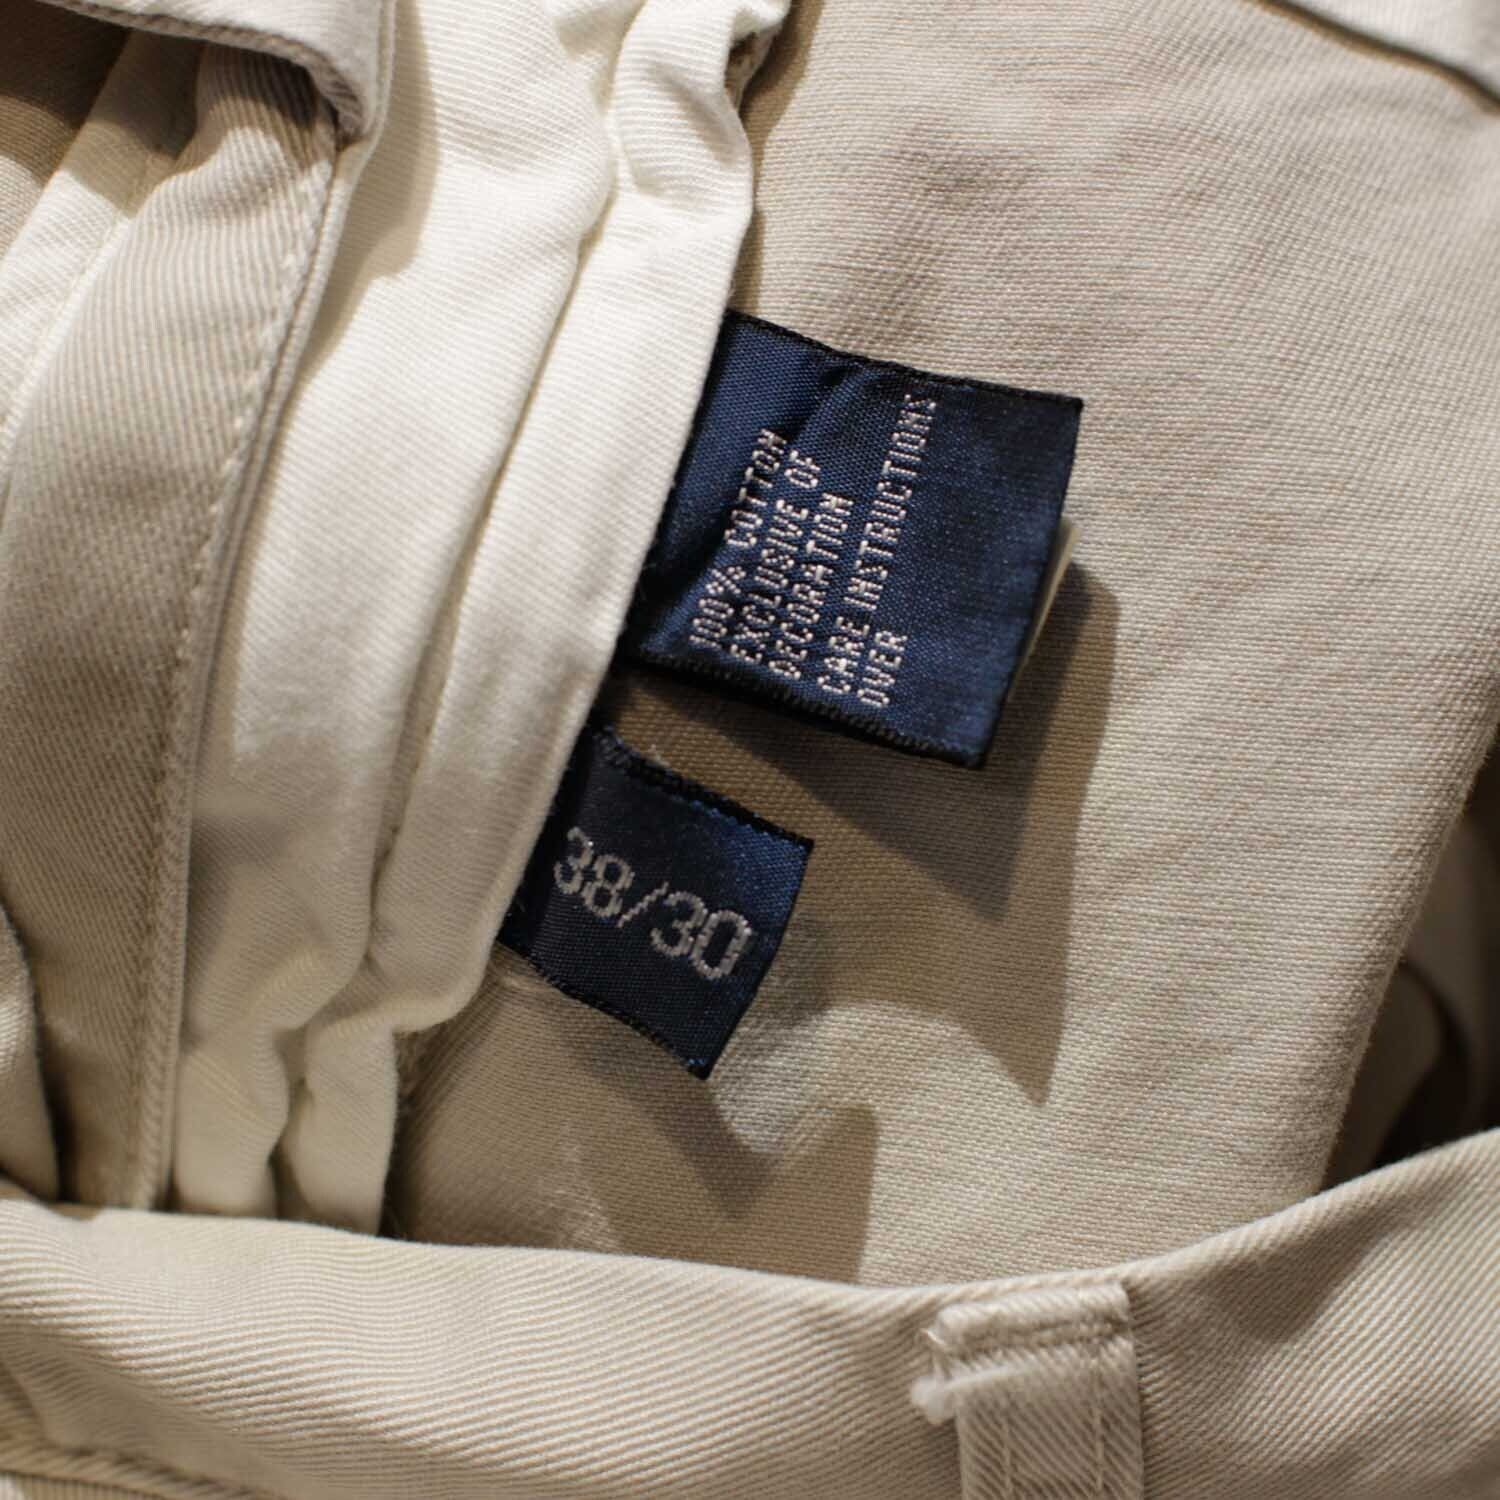 100% COTTON
EXCLUSIVE OF
DECORATION
CARE INSTRUCTIONS
OVER
38/30